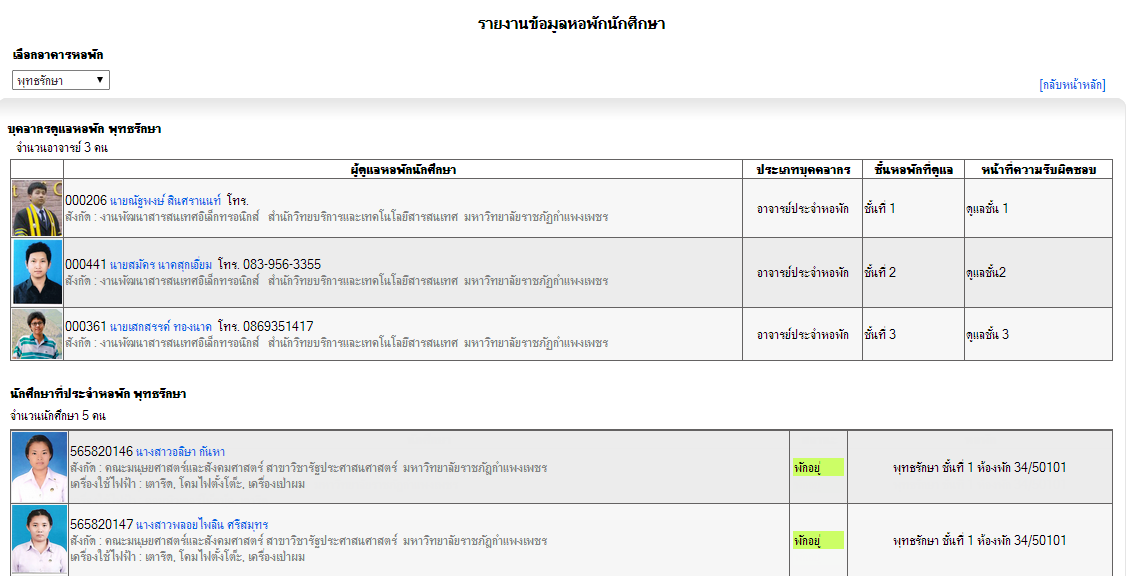 รายงานข้อมูลหอพักนักศึกษา
เลือกอาคารหอพัก
พุทธรักษา
[กลับหน้าหลัก]
บุคลากรดูแลหอพัก พุทธรักษา
จำนวนอาจารย์ 3 คน
ผู้ดูแลหอพักนักศึกษา ประเภทบุคคลากร ชั้นหอพักที่ดูแล หน้าที่ความรับผิดชอบ
000206 นายณัฐพงษ์ สืนศรานนท์ โทร.
สังกัด : งานพัฒนาสารสนเทศอิเล็กทรอนิกส์ สำนักวิทยบริการและเทคโนโลยีสารสนเทศ มหาวิทยาลัยราชภัฏกำแพงเพชร
อาจารย์ประจำหอพัก ชั้นที่ 1 ดูแลชั้น 1
000441 นายสมัคร นาคสุกเอี่ยม โทร. 083-956-3355
สังกัด : งานพัฒนาสารสนเทศอิเล็กทรอนิกส์ สำนักวิทยบริการและเทคโนโลยีสารสนเทศ มหาวิทยาลัยราชภัฏกำแพงเพชร
อาจารย์ประจำหอพัก ชั้นที่ 2 ดูแลชั้น2
000361 นายเสกสรรค์ ทองนาค โทร. 0869351417
สังกัด : งานพัฒนาสารสนเทศอิเล็กทรอนิกส์ สำนักวิทยบริการและเทคโนโลยีสารสนเทศ มหาวิทยาลัยราชภัฏกำแพงเพชร
อาจารย์ประจำหอพัก ชั้นที่ 3 ดูแลชั้น 3
นักศึกษาที่ประจำหอพัก พุทธรักษา
จำนวนนักศึกษา 5 คน
565820146 นางสาวอลิษา กันหา
สังกัด : คณะมนุษยศาสตร์และสังคมศาสตร์ สาขาวิชารัฐประศาสนศาสตร์ มหาวิทยาลัยราชภัฏกำแพงเพชร
เครื่องใช้ไฟฟ้า : เตารีด, โคมไฟตั้งโต๊ะ, เครื่องเป่าผม
พักอยู่ พุทธรักษา ชั้นที่ 1 ห้องพัก 34/50101
565820147 นางสาวพลอยไพลิน ศรีสมุทร
สังกัด : คณะมนุษยศาสตร์และสังคมศาสตร์ สาขาวิชารัฐประศาสนศาสตร์ มหาวิทยาลัยราชภัฏกำแพงเพชร
เครื่องใช้ไฟฟ้า : เตารีด, โคมไฟตั้งโต๊ะ, เครื่องเป่าผม
พักอยู่ พุทธรักษา ชั้นที่ 1 ห้องพัก 34/50101